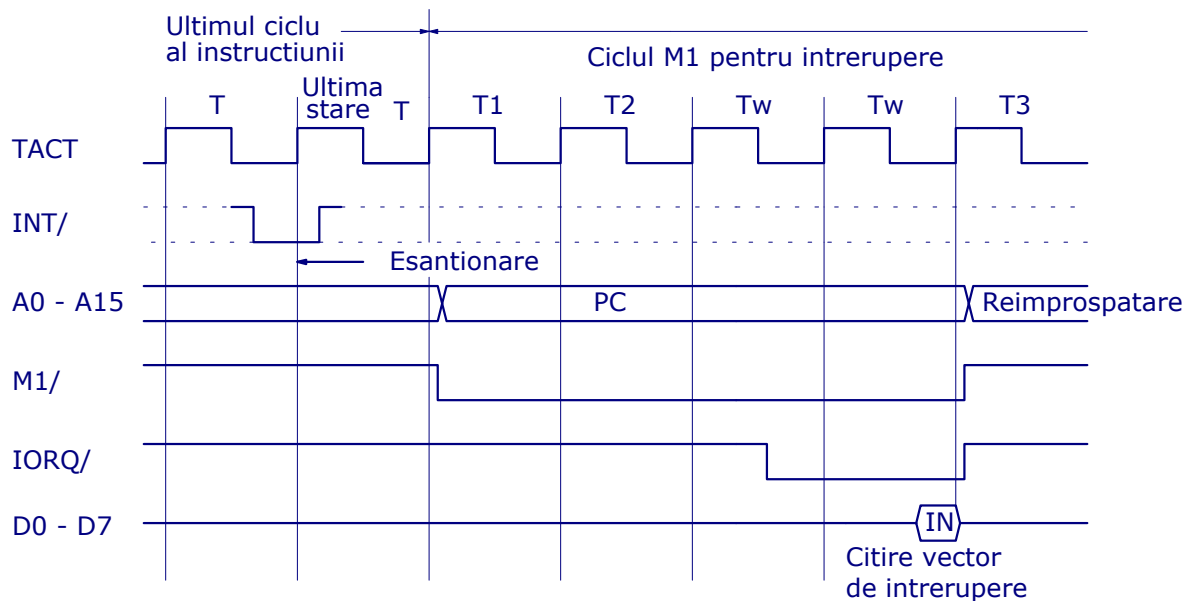 Ultimul ciclu
al instructiunii
Ciclul M1 pentru intrerupere
T
Ultima
stare
T
T1
T2
Tw
Tw
T3
TACT
INT/
Esantionare
A0 - A15
PC
Reimprospatare
M1/
IORQ/
D0 - D7
IN
Citire vector
de intrerupere